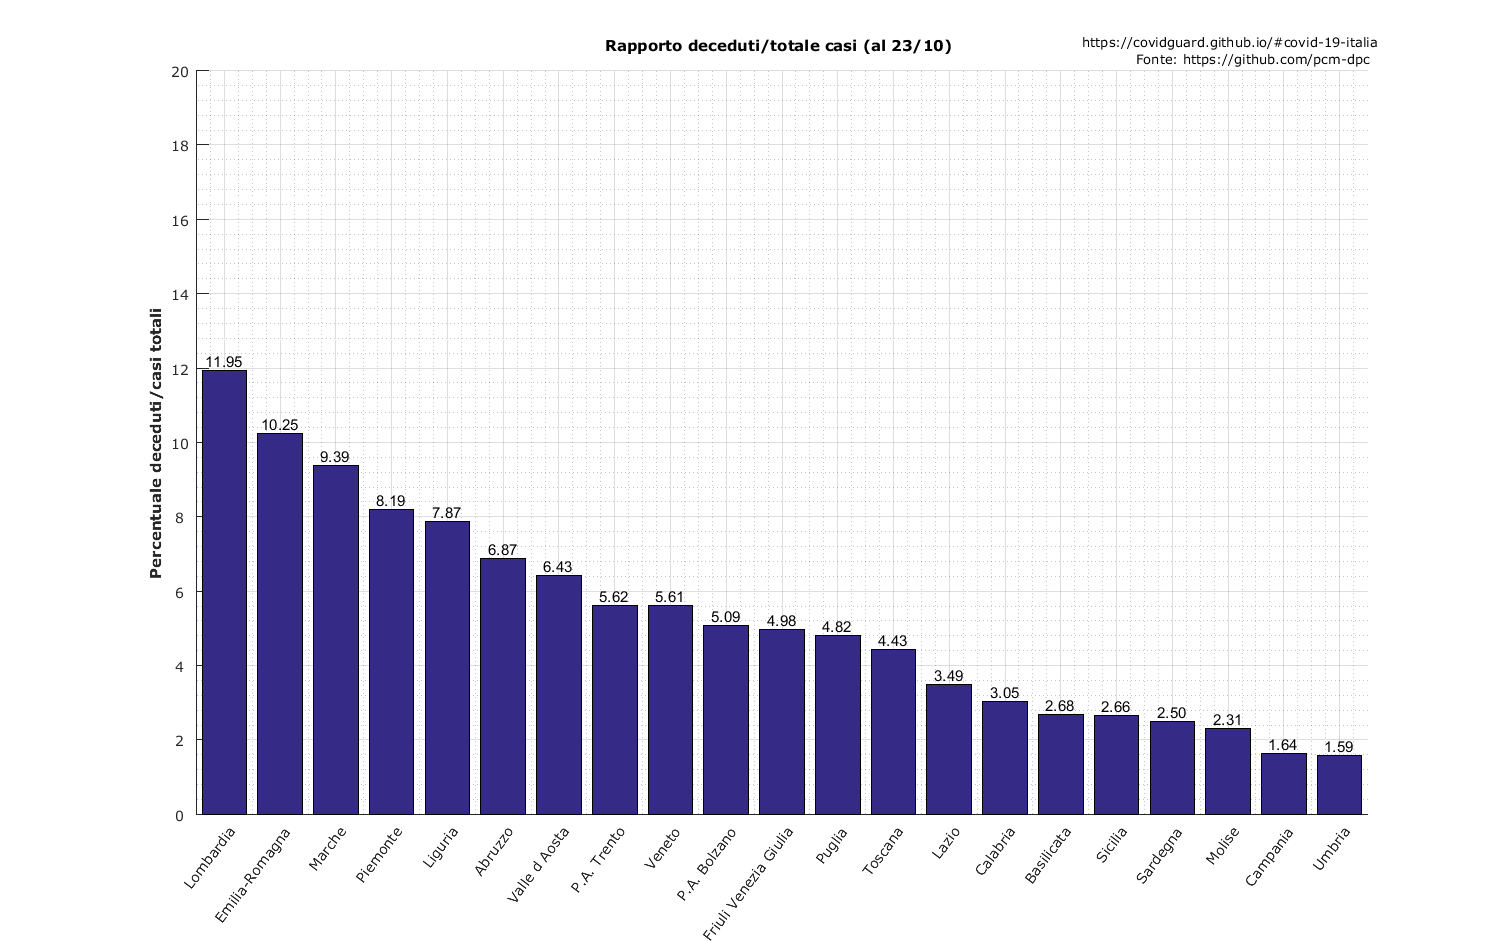 Rapporto deceduti/totale casi (al 23/10)
https://covidguard.github.io/#covid-19-italia
Fonte: https://github.com/pcm-dpc
Percentuale deceduti/casi totali
20
18
16
14
12
10
8
6
4
2
0
11.95
10.25
9.39
8.19
7.87
6.87
6.43
5.62
5.61
5.09
4.98
4.82
4.43
3.49
3.05
2.68
2.66
2.50
2.31
1.64
1.59
Lombardia
Emilia-Romagna
Marche
Piemonte
Liguria
Abruzzo
Valle d Aosta
P.A. Trento
Veneto
P.A. Bolzano
Friuli Venezia Giulia
Puglia
Toscana
Lazio
Calabria
Basilicata
Sicilia
Sardegna
Molise
Campania
Umbria